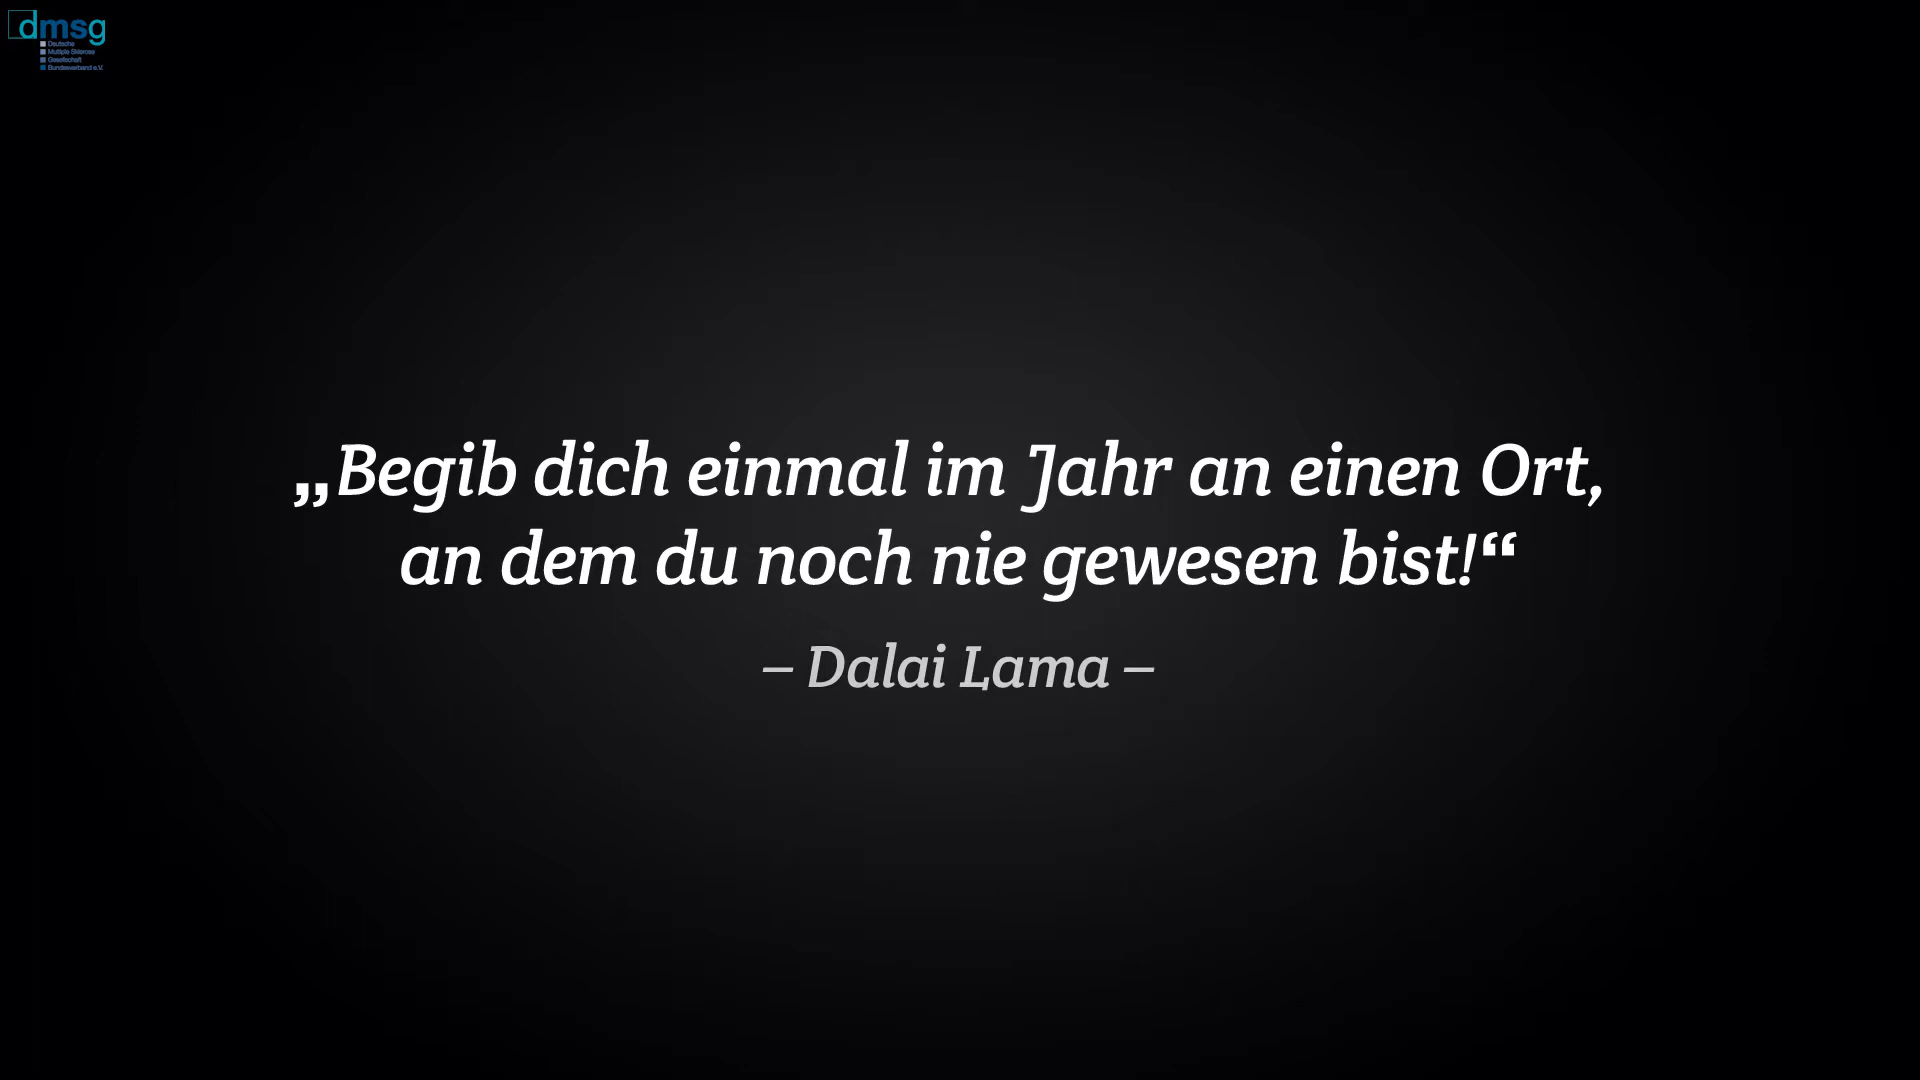 dmsg
Deutsche
Multiple Sklerose
Gesellschaft
Bundesverband e.V.
„Begib dich einmal im Jahr an einen Ort,
an dem du noch nie gewesen bist!“
– Dalai Lama –